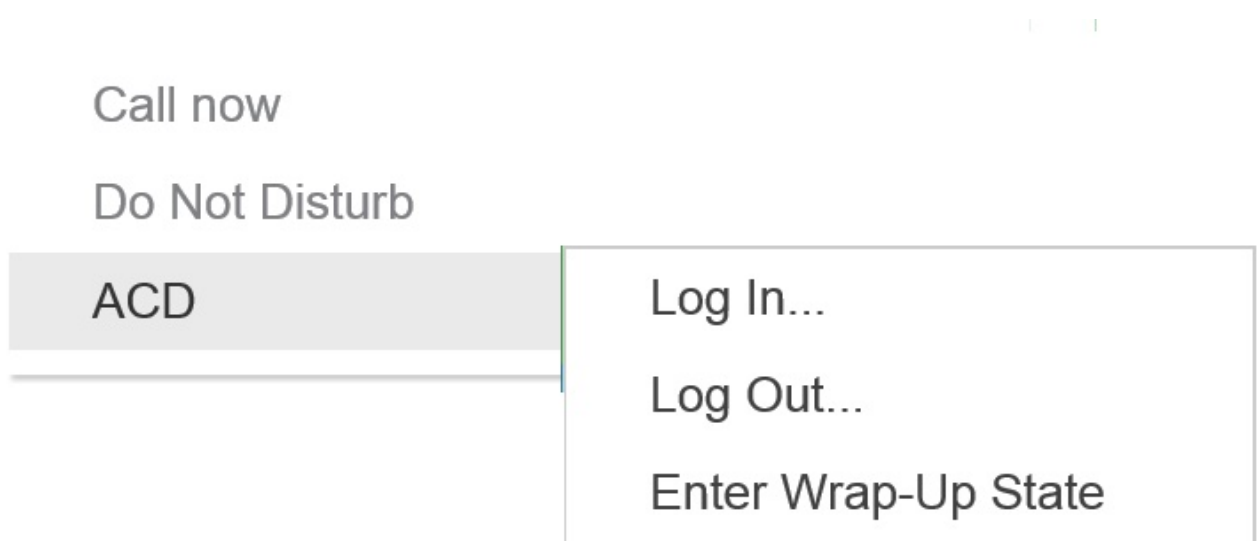 Call now
Do Not Disturb
ACD
Log In...
Log Out...
Enter Wrap-Up State